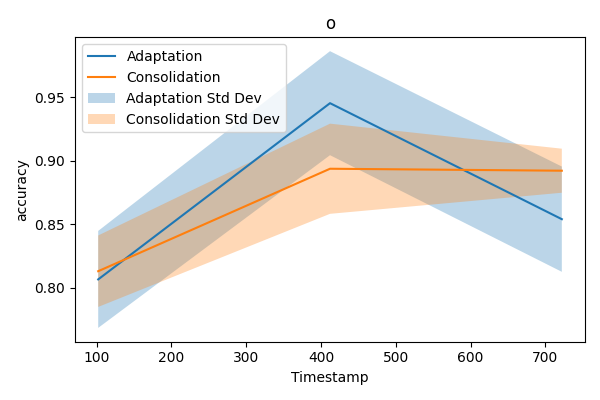 o
Adaptation
Consolidation
Adaptation Std Dev
Consolidation Std Dev
accuracy
0.95
0.90
0.85
0.80
100 200 300 400 500 600 700
Timestamp